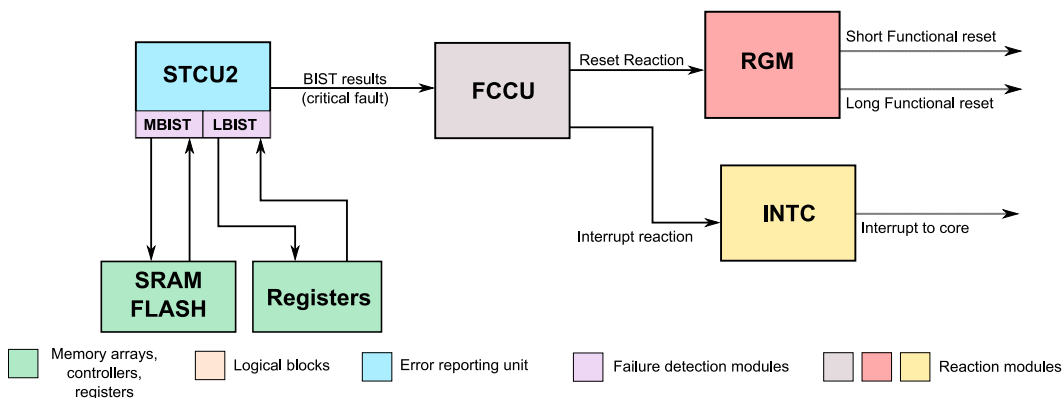 STCU2
MBIST
LBIST
BIST results
(critical fault)
FCCU
Reset Reaction
RGM
Short Functional reset
Long Functional reset
Interrupt reaction
INTC
Interrupt to core
SRAM
FLASH
Registers
Memory arrays,
controllers,
registers
Logical blocks
Error reporting unit
Failure detection modules
Reaction modules